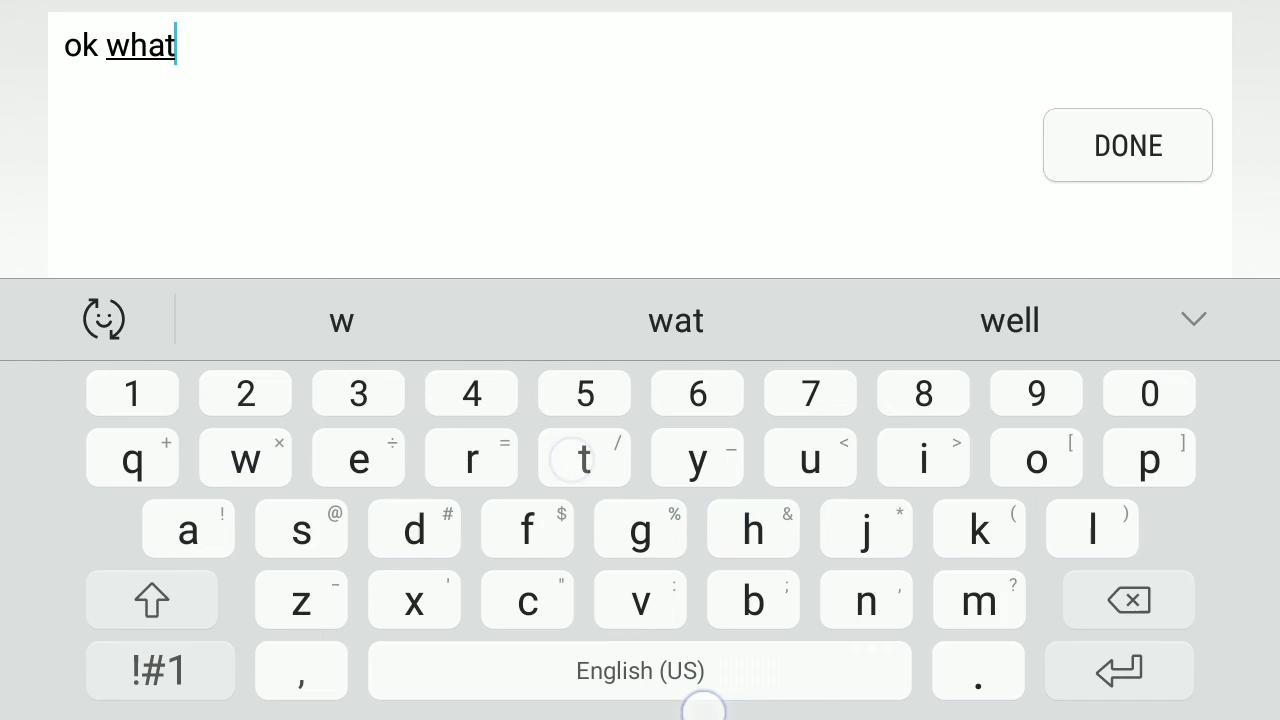 ok what
DONE
w wat well
1 2 3 4 5 6 7 8 9 0
q + w × e ÷ r = t / y _ u < i > o [ p ]
a ! s @ d # f $ g % h & j * k ( l )
z - x ' c " v : b ; n , m ?
!#1 , English (US) .